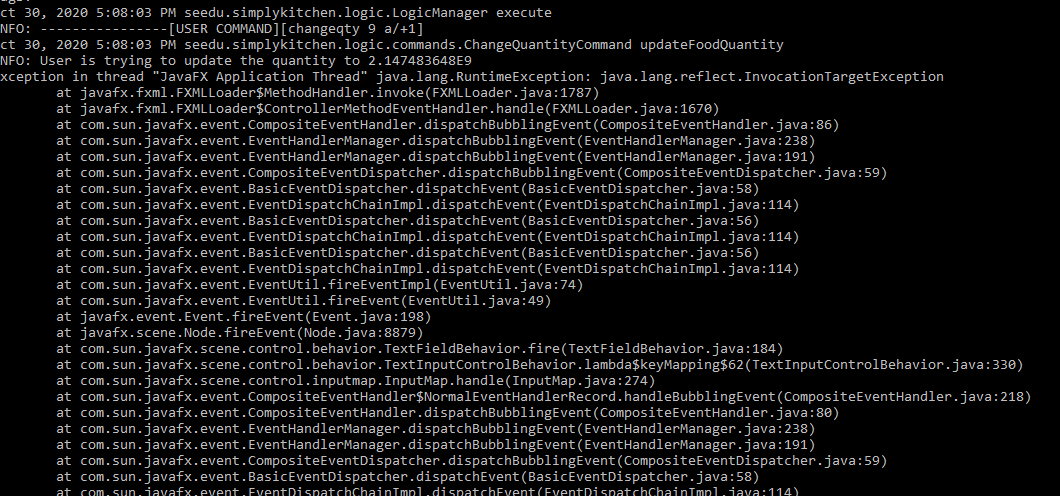 ct 30, 2020 5:08:03 PM seedu.simplykitchen.logic.LogicManager execute
NFO: ----------------[USER COMMAND][changeqty 9 a/+1]
ct 30, 2020 5:08:03 PM seedu.simplykitchen.logic.commands.ChangeQuantityCommand updateFoodQuantity
NFO: User is trying to update the quantity to 2.147483648E9
xception in thread "JavaFX Application Thread" java.lang.RuntimeException: java.lang.reflect.InvocationTargetException
at javafx.fxml.FXMLLoader$MethodHandler.invoke(FXMLLoader.java:1787)
at javafx.fxml.FXMLLoader$ControllerMethodEventHandler.handle(FXMLLoader.java:1670)
at com.sun.javafx.event.CompositeEventHandler.dispatchBubblingEvent(CompositeEventHandler.java:86)
at com.sun.javafx.event.EventHandlerManager.dispatchBubblingEvent(EventHandlerManager.java:238)
at com.sun.javafx.event.EventHandlerManager.dispatchBubblingEvent(EventHandlerManager.java:191)
at com.sun.javafx.event.CompositeEventDispatcher.dispatchBubblingEvent(CompositeEventDispatcher.java:59)
at com.sun.javafx.event.BasicEventDispatcher.dispatchEvent(BasicEventDispatcher.java:58)
at com.sun.javafx.event.EventDispatchChainImpl.dispatchEvent(EventDispatchChainImpl.java:114)
at com.sun.javafx.event.BasicEventDispatcher.dispatchEvent(BasicEventDispatcher.java:56)
at com.sun.javafx.event.EventDispatchChainImpl.dispatchEvent(EventDispatchChainImpl.java:114)
at com.sun.javafx.event.BasicEventDispatcher.dispatchEvent(BasicEventDispatcher.java:56)
at com.sun.javafx.event.EventDispatchChainImpl.dispatchEvent(EventDispatchChainImpl.java:114)
at com.sun.javafx.event.EventUtil.fireEventImpl(EventUtil.java:74)
at com.sun.javafx.event.EventUtil.fireEvent(EventUtil.java:49)
at javafx.event.Event.fireEvent(Event.java:198)
at javafx.scene.Node.fireEvent(Node.java:8879)
at com.sun.javafx.scene.control.behavior.TextFieldBehavior.fire(TextFieldBehavior.java:184)
at com.sun.javafx.scene.control.behavior.TextInputControlBehavior.lambda$keyMapping$62(TextInputControlBehavior.java:330)
at com.sun.javafx.scene.control.inputmap.InputMap.handle(InputMap.java:274)
at com.sun.javafx.event.CompositeEventHandler$NormalEventHandlerRecord.handleBubblingEvent(CompositeEventHandler.java:218)
at com.sun.javafx.event.CompositeEventHandler.dispatchBubblingEvent(CompositeEventHandler.java:80)
at com.sun.javafx.event.EventHandlerManager.dispatchBubblingEvent(EventHandlerManager.java:238)
at com.sun.javafx.event.EventHandlerManager.dispatchBubblingEvent(EventHandlerManager.java:191)
at com.sun.javafx.event.CompositeEventDispatcher.dispatchBubblingEvent(CompositeEventDispatcher.java:59)
at com.sun.javafx.event.BasicEventDispatcher.dispatchEvent(BasicEventDispatcher.java:58)
at com.sun.javafx.event.EventDispatchChainImpl.dispatchEvent(EventDispatchChainImpl.java:114)